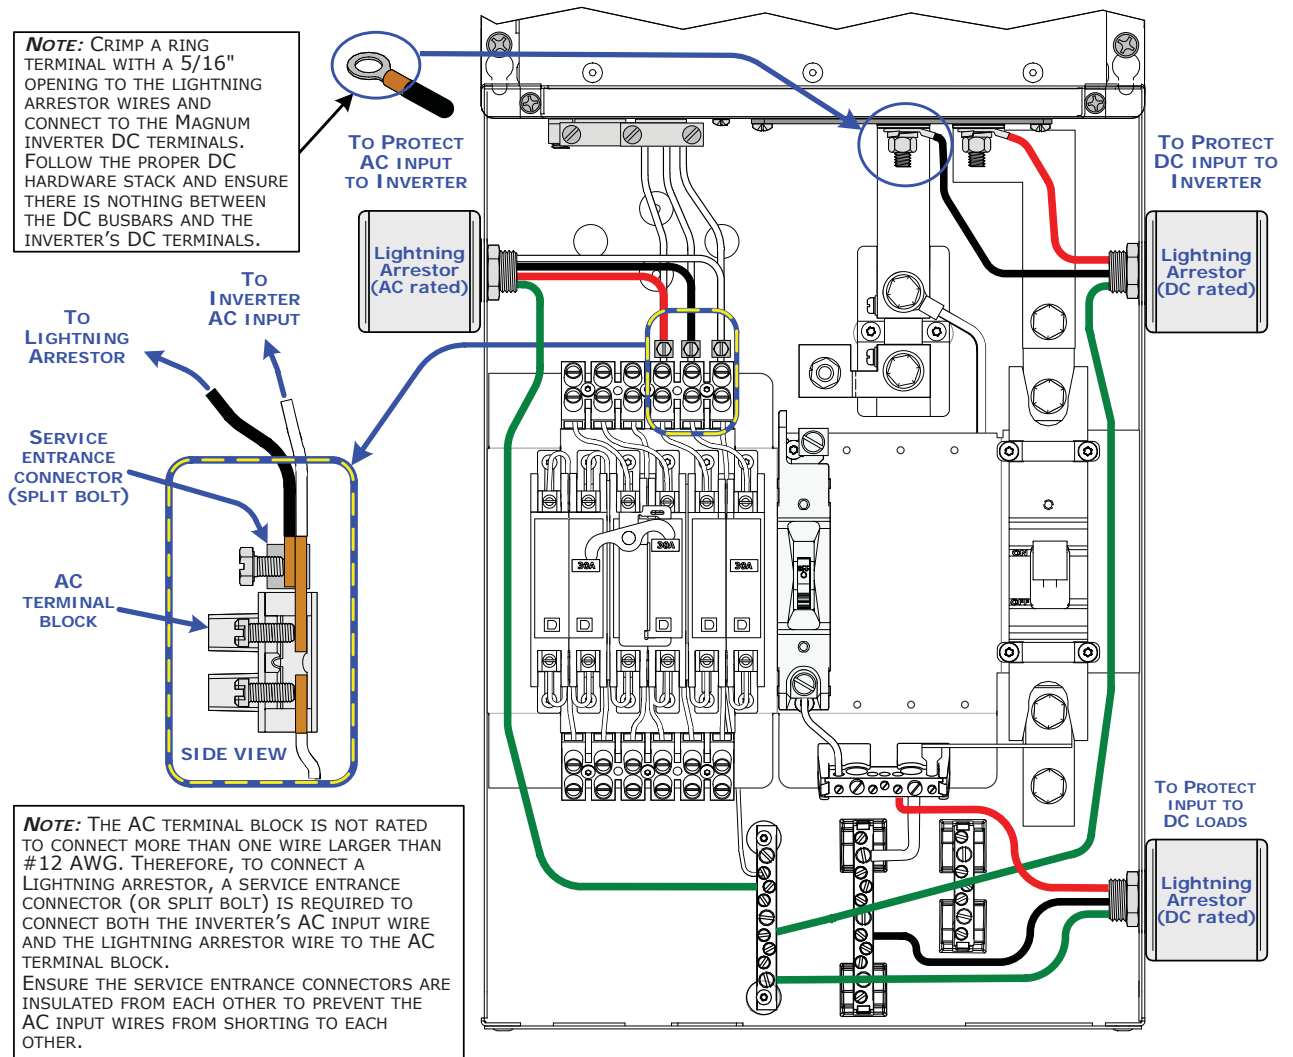 NOTE: CRIMP A RING
TERMINAL WITH A 5/16"
OPENING TO THE LIGHTNING
ARRESTOR WIRES AND
CONNECT TO THE MAGNUM
INVERTER DC TERMINALS.
FOLLOW THE PROPER DC
HARDWARE STACK AND ENSURE
THERE IS NOTHING BETWEEN
THE DC BUSBARS AND THE
INVERTER'S DC TERMINALS.
TO PROTECT
AC INPUT
TO INVERTER
TO PROTECT
DC INPUT TO
INVERTER
Lightning
Arrestor
(AC rated)
Lightning
Arrestor
(DC rated)
TO
INVERTER
AC INPUT
TO
LIGHTNING
ARRESTOR
SERVICE
ENTRANCE
CONNECTOR
(SPLIT BOLT)
AC
TERMINAL
BLOCK
SIDE VIEW
30A
30A
30A
ON
OFF
TO PROTECT
INPUT TO
DC LOADS
Lightning
Arrestor
(DC rated)
NOTE: THE AC TERMINAL BLOCK IS NOT RATED
TO CONNECT MORE THAN ONE WIRE LARGER THAN
#12 AWG. THEREFORE, TO CONNECT A
LIGHTNING ARRESTOR, A SERVICE ENTRANCE
CONNECTOR (OR SPLIT BOLT) IS REQUIRED TO
CONNECT BOTH THE INVERTER'S AC INPUT WIRE
AND THE LIGHTNING ARRESTOR WIRE TO THE AC
TERMINAL BLOCK.
ENSURE THE SERVICE ENTRANCE CONNECTORS ARE
INSULATED FROM EACH OTHER TO PREVENT THE
AC INPUT WIRES FROM SHORTING TO EACH
OTHER.